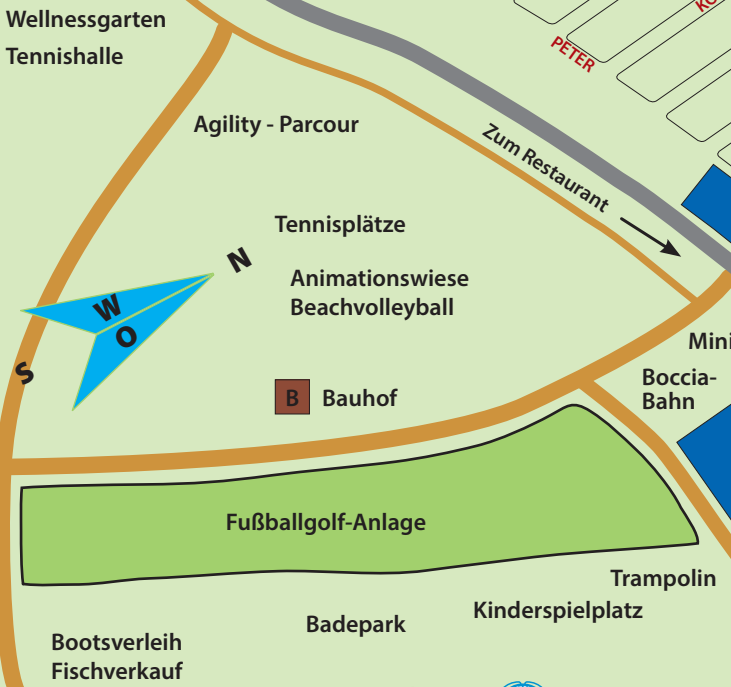 Wellnessgarten
Tennishalle
PETER
Agility - Parcour
Zum Restaurant
Tennisplätze
N
Animationswiese
Beachvolleyball
W
O
S
Mini
Boccia-
Bahn
B Bauhof
Fußballgolf-Anlage
Trampolin
Kinderspielplatz
Badepark
Bootsverleih
Fischverkauf